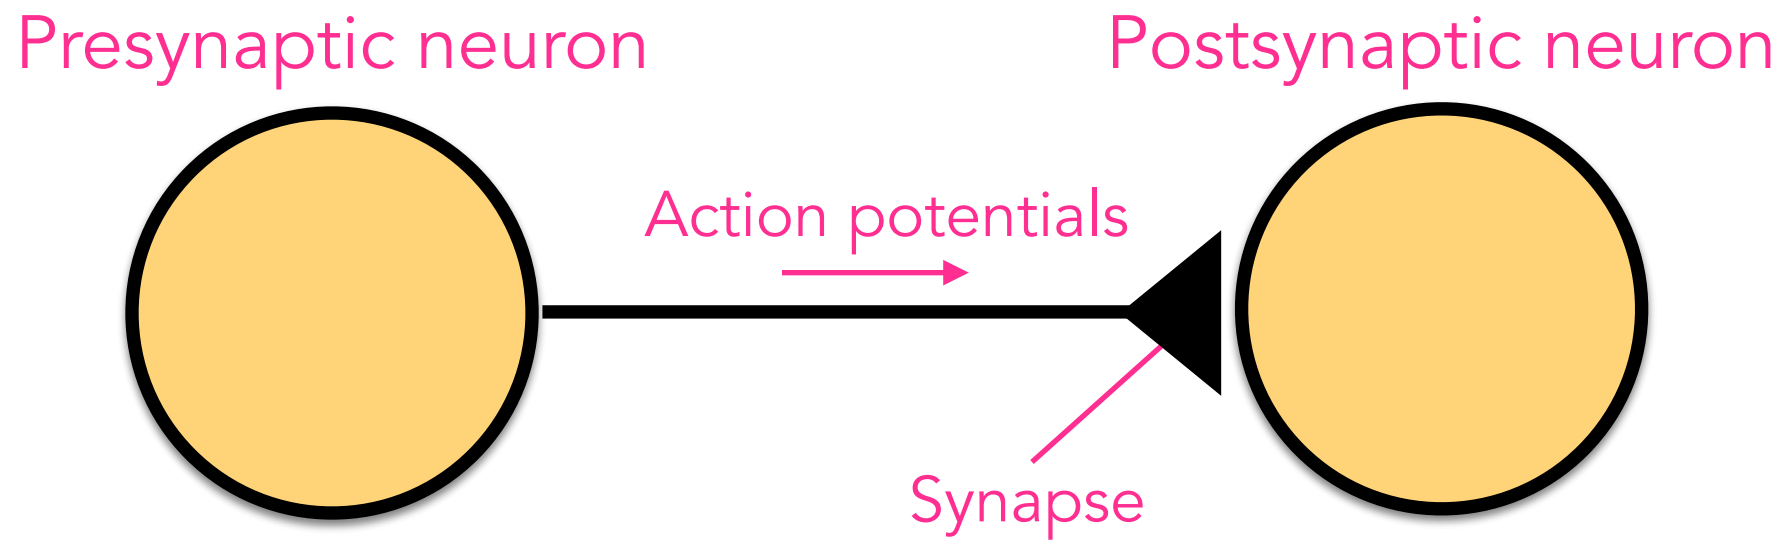 Presynaptic neuron
Postsynaptic neuron
Action potentials
Synapse